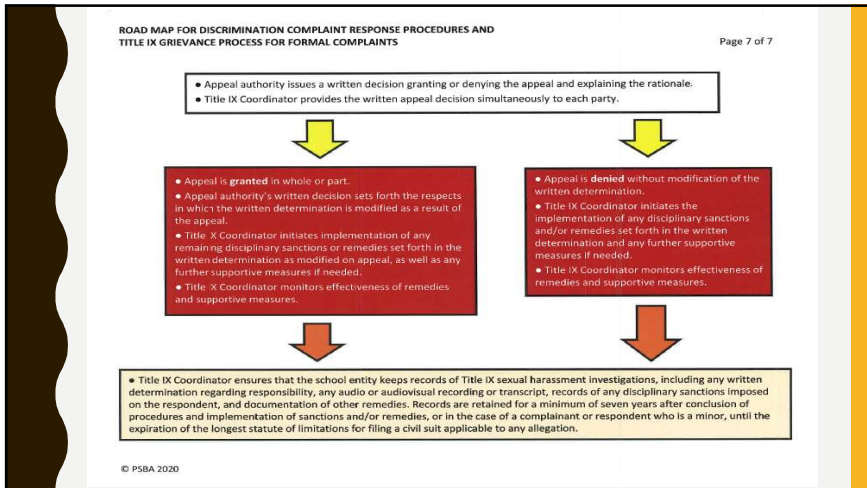 ROAD MAP FOR DISCRIMINATION COMPLAINT RESPONSE PROCEDURES AND
TITLE IX GRIEVANCE PROCESS FOR FORMAL COMPLAINTS
Page 7 of 7
• Appeal authority issues a written decision granting or denying the appeal and explaining the rationale.
• Title IX Coordinator provides the written appeal decision simultaneously to each party.
• Appeal is granted in whole or part.
• Appeal authority's written decision sets forth the respects
in which the written determination is modified as a result of
the appeal.
• Title IX Coordinator initiates implementation of any
remaining disciplinary sanctions or remedies set forth in the
written determination as modified on appeal, as well as any
further supportive measures if needed.
• Title IX Coordinator monitors effectiveness of remedies
and supportive measures.
• Appeal is denied without modification of the
written determination.
• Title IX Coordinator initiates the
implementation of any disciplinary sanctions
and/or remedies set forth in the written
determination and any further supportive
measures if needed.
• Title IX Coordinator monitors effectiveness of
remedies and supportive measures.
• Title IX Coordinator ensures that the school entity keeps records of Title IX sexual harassment investigations, including any written
determination regarding responsibility, any audio or audiovisual recording or transcript, records of any disciplinary sanctions imposed
on the respondent, and documentation of other remedies. Records are retained for a minimum of seven years after conclusion of
procedures and implementation of sanctions and/or remedies, or in the case of a complainant or respondent who is a minor, until the
expiration of the longest statute of limitations for filing a civil suit applicable to any allegation.
© PSBA 2020